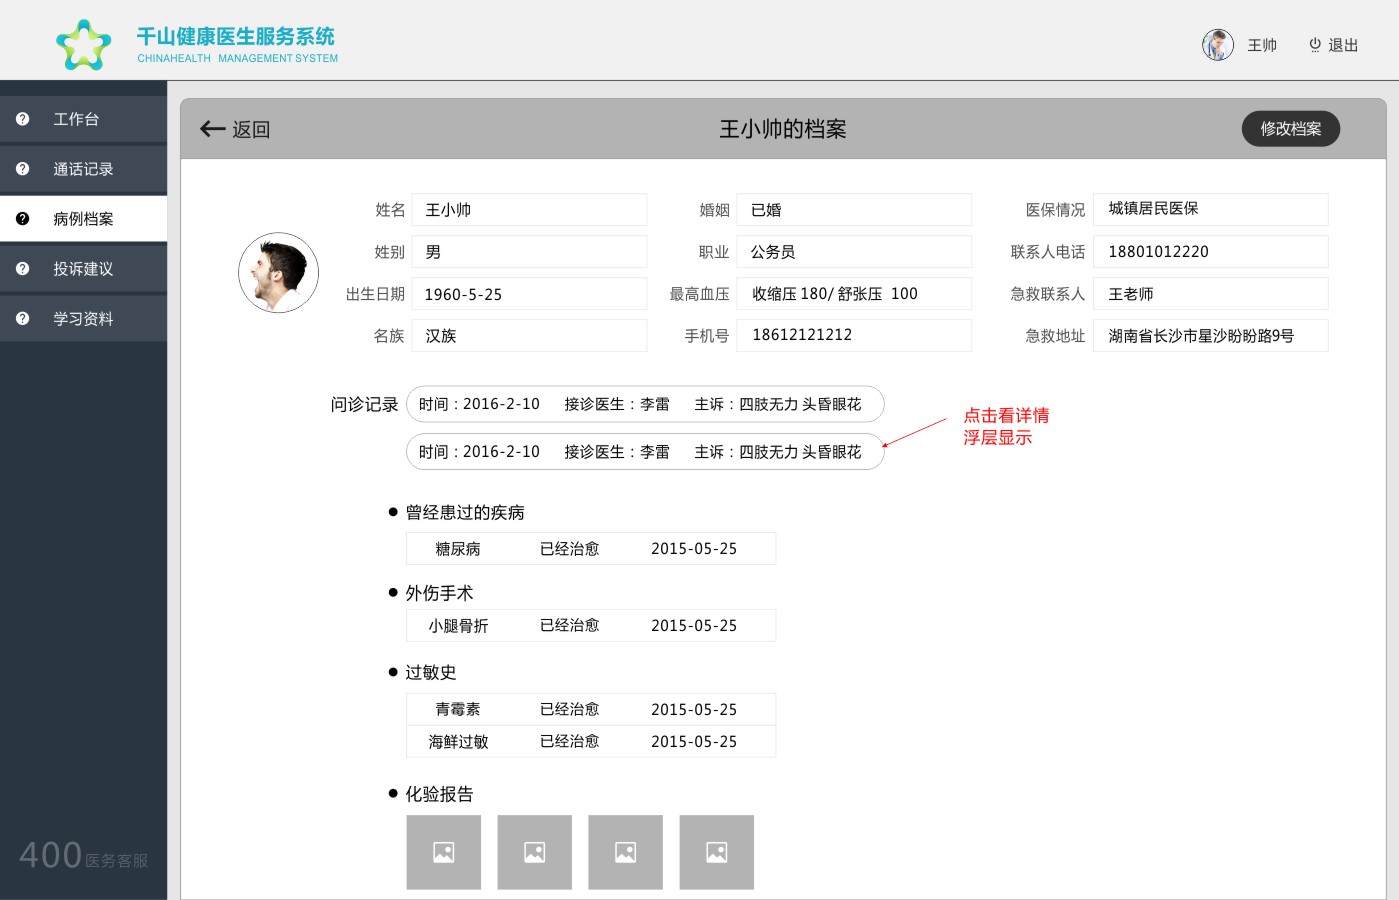 千山健康医生服务系统
CHINAHEALTH MANAGEMENT SYSTEM
王帅
退出
工作台
通话记录
病例档案
投诉建议
学习资料
400医务客服
返回
王小帅的档案
修改档案
姓名 王小帅 婚姻 已婚 医保情况 城镇居民医保
姓别 男 职业 公务员 联系人电话 18801012220
出生日期 1960-5-25 最高血压 收缩压 180/ 舒张压 100 急救联系人 王老师
名族 汉族 手机号 18612121212 急救地址 湖南省长沙市星沙盼盼路9号
问诊记录 时间：2016-2-10 接诊医生：李雷 主诉：四肢无力 头昏眼花
时间：2016-2-10 接诊医生：李雷 主诉：四肢无力 头昏眼花
点击看详情
浮层显示
曾经患过的疾病
糖尿病 已经治愈 2015-05-25
外伤手术
小腿骨折 已经治愈 2015-05-25
过敏史
青霉素 已经治愈 2015-05-25
海鲜过敏 已经治愈 2015-05-25
化验报告